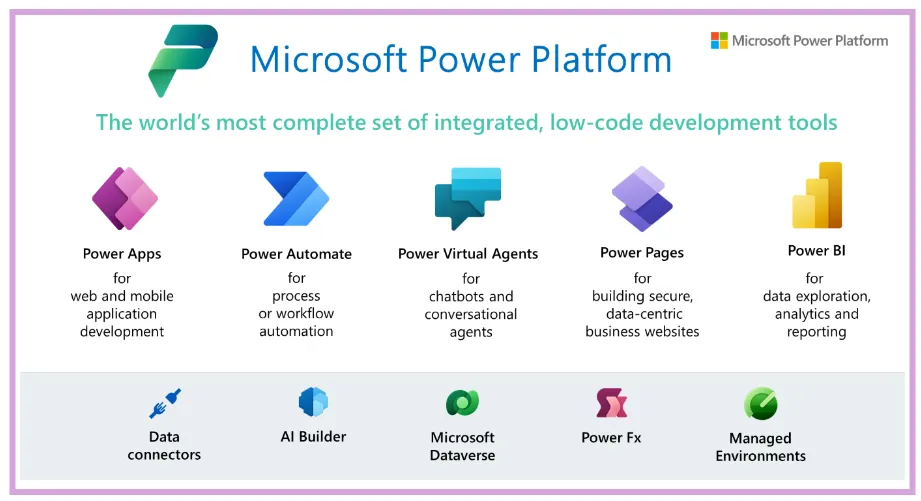 Microsoft Power Platform
Microsoft Power Platform
The world's most complete set of integrated, low-code development tools
Power Apps
for
web and mobile
application
development
Power Automate
for
process
or workflow
automation
Power Virtual Agents
for
chatbots and
conversational
agents
Power Pages
for
building secure,
data-centric
business websites
Power BI
for
data exploration,
analytics and
reporting
Data
connectors
AI Builder
Microsoft
Dataverse
Power Fx
Managed
Environments